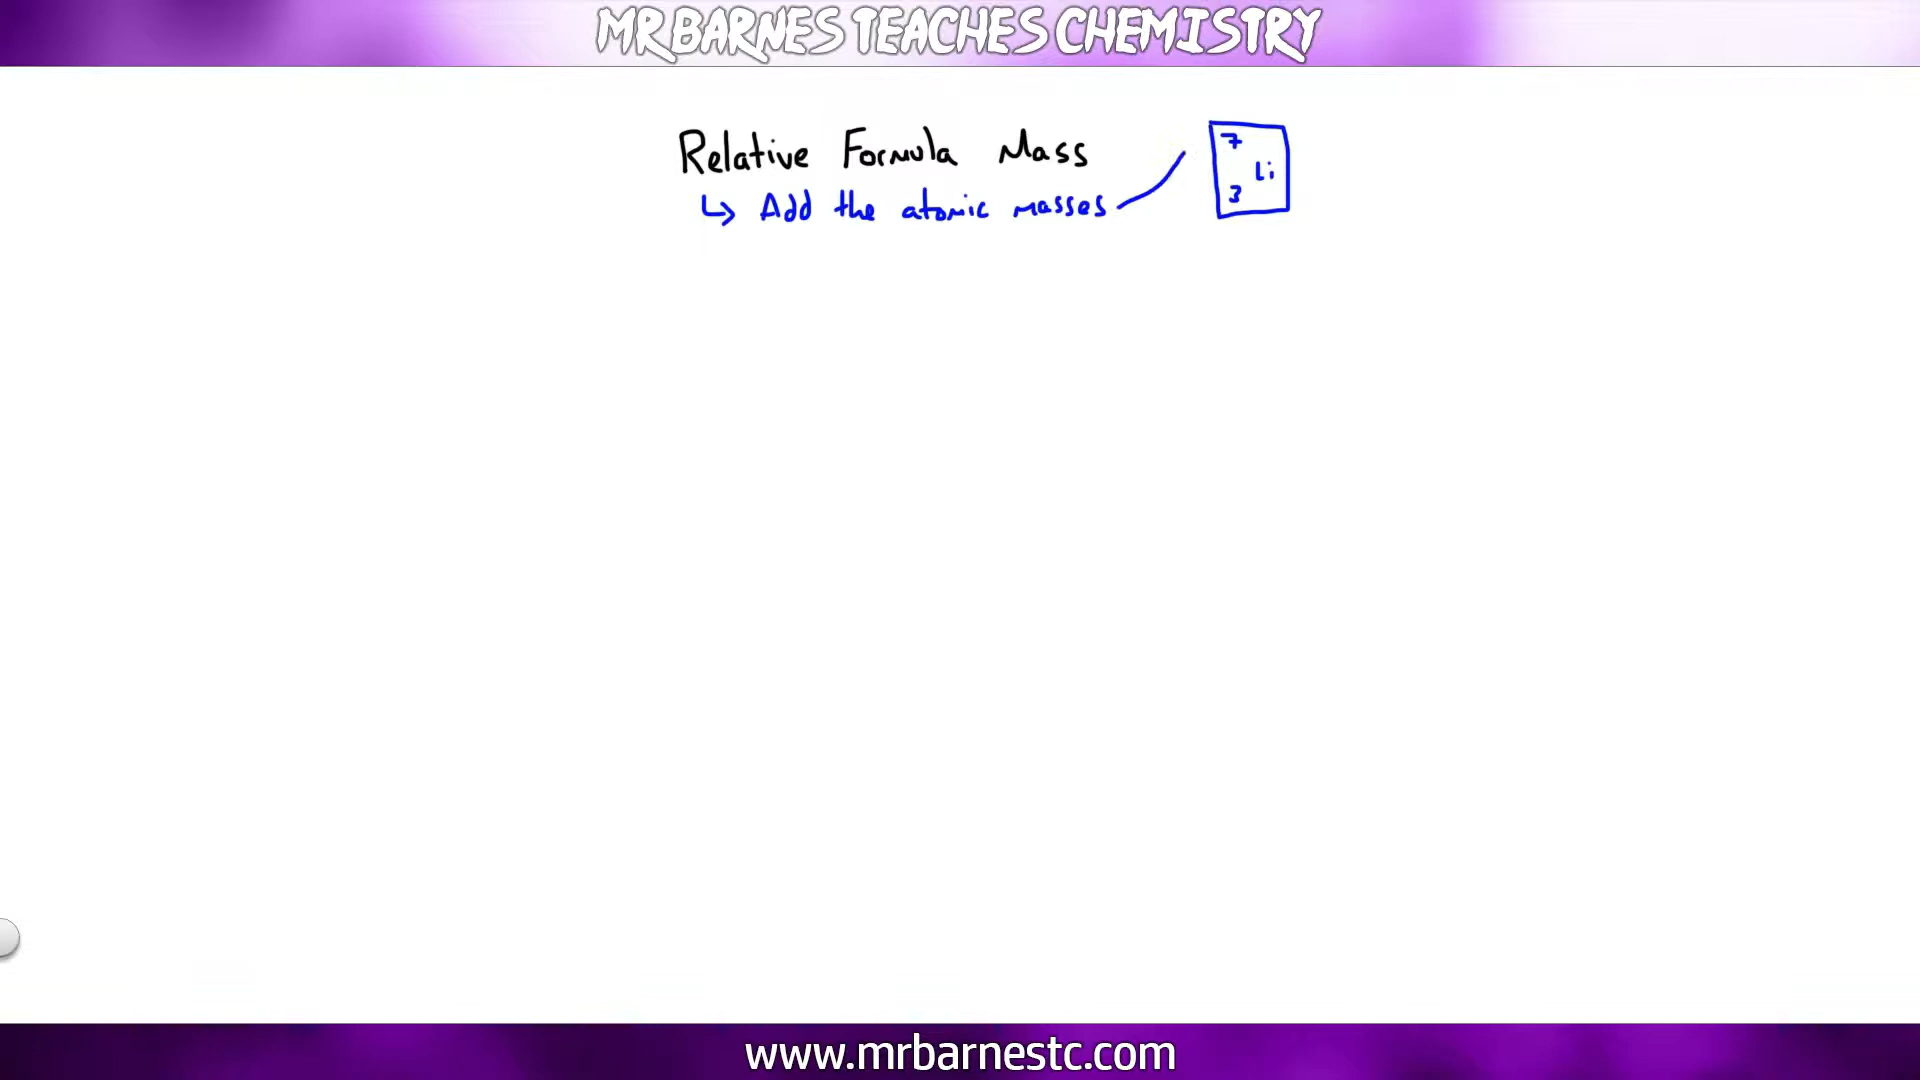 MR BARNES TEACHES CHEMISTRY
Relative Formula Mass
↳ Add the atomic masses
7
Li
3
www.mrbarnestc.com